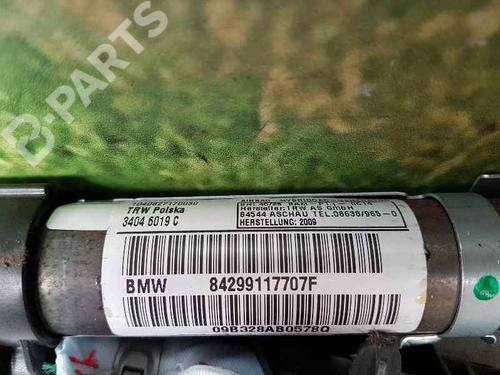 B-PARTS
1040827170030
TRW Polska
3404 6019 C
Hersteller: TRW AS GmbH
84544 ASCHAU TEL.08638/965-0
HERSTELLUNG: 2009
BMW 84299117707F
09B328AB0578Q